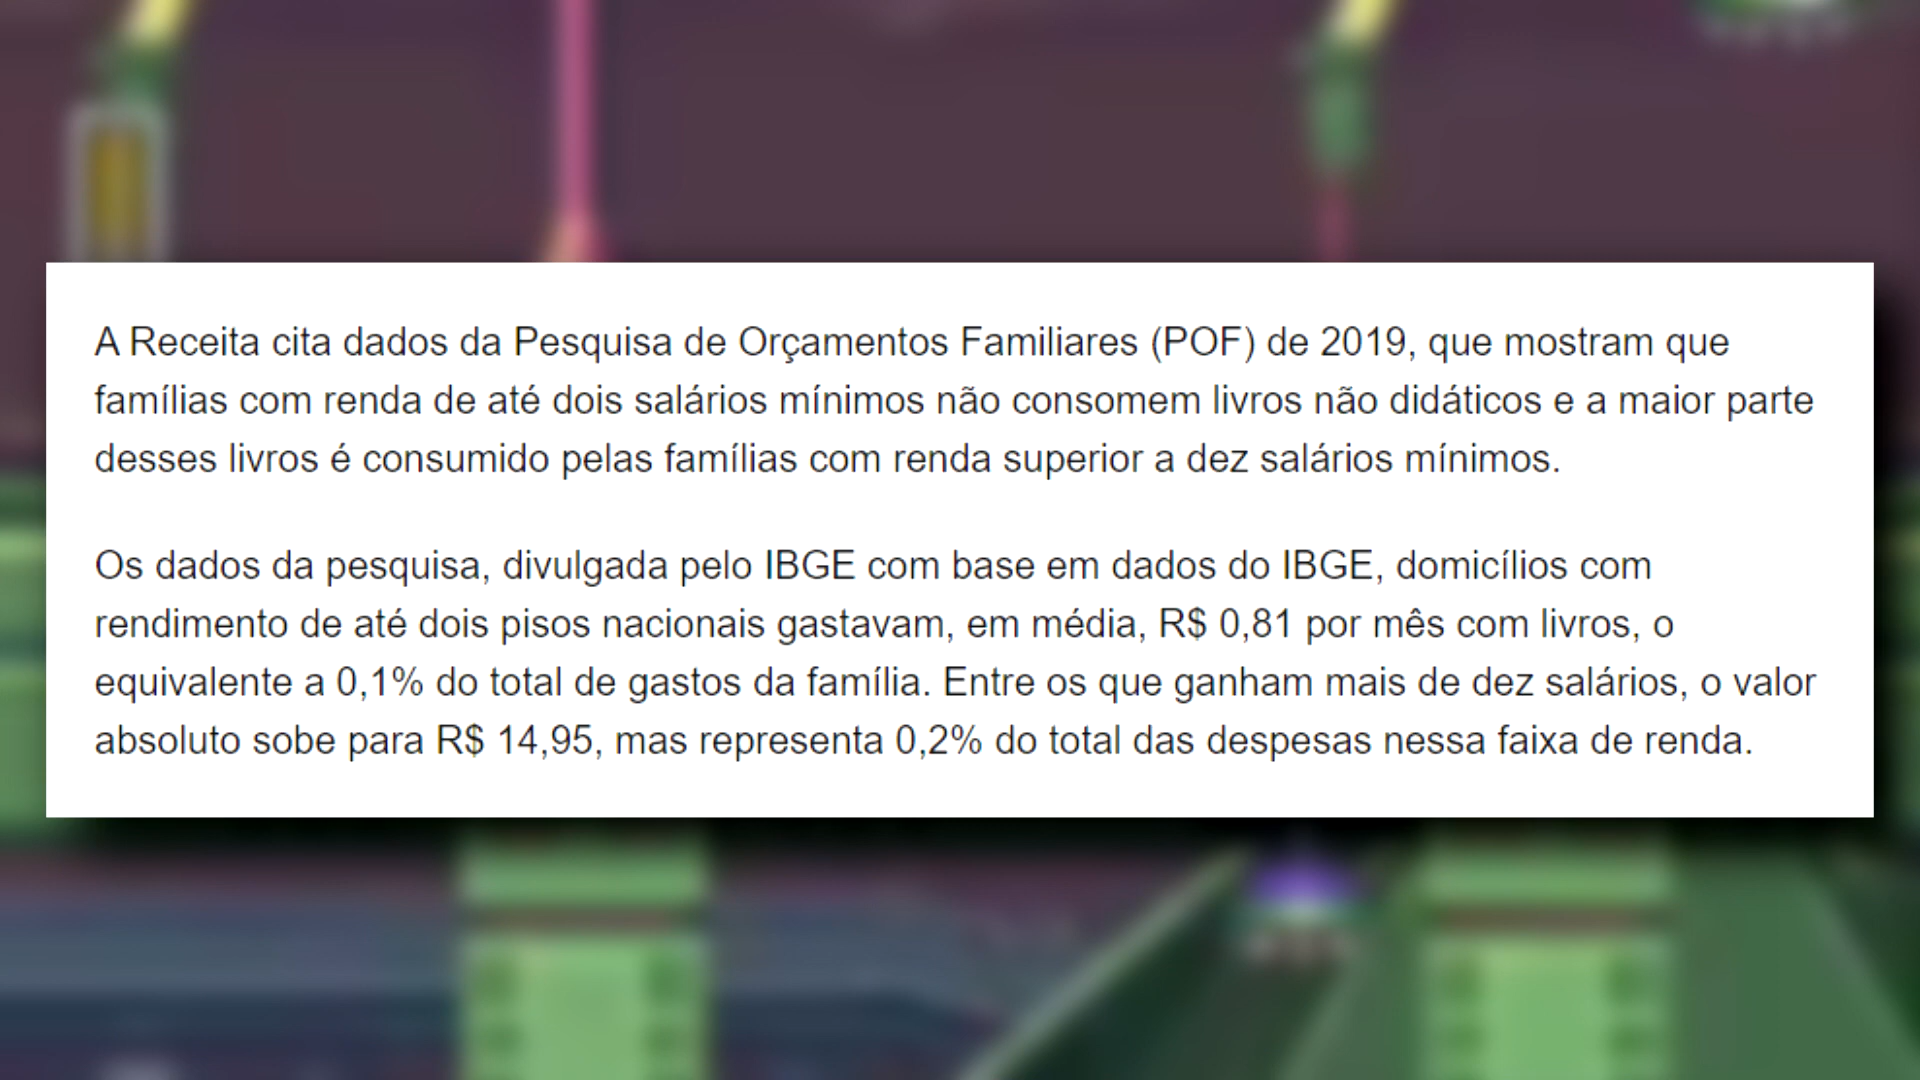 A Receita cita dados da Pesquisa de Orçamentos Familiares (POF) de 2019, que mostram que
famílias com renda de até dois salários mínimos não consomem livros não didáticos e a maior parte
desses livros é consumido pelas famílias com renda superior a dez salários mínimos.
Os dados da pesquisa, divulgada pelo IBGE com base em dados do IBGE, domicílios com
rendimento de até dois pisos nacionais gastavam, em média, R$ 0,81 por mês com livros, o
equivalente a 0,1% do total de gastos da família. Entre os que ganham mais de dez salários, o valor
absoluto sobe para R$ 14,95, mas representa 0,2% do total das despesas nessa faixa de renda.